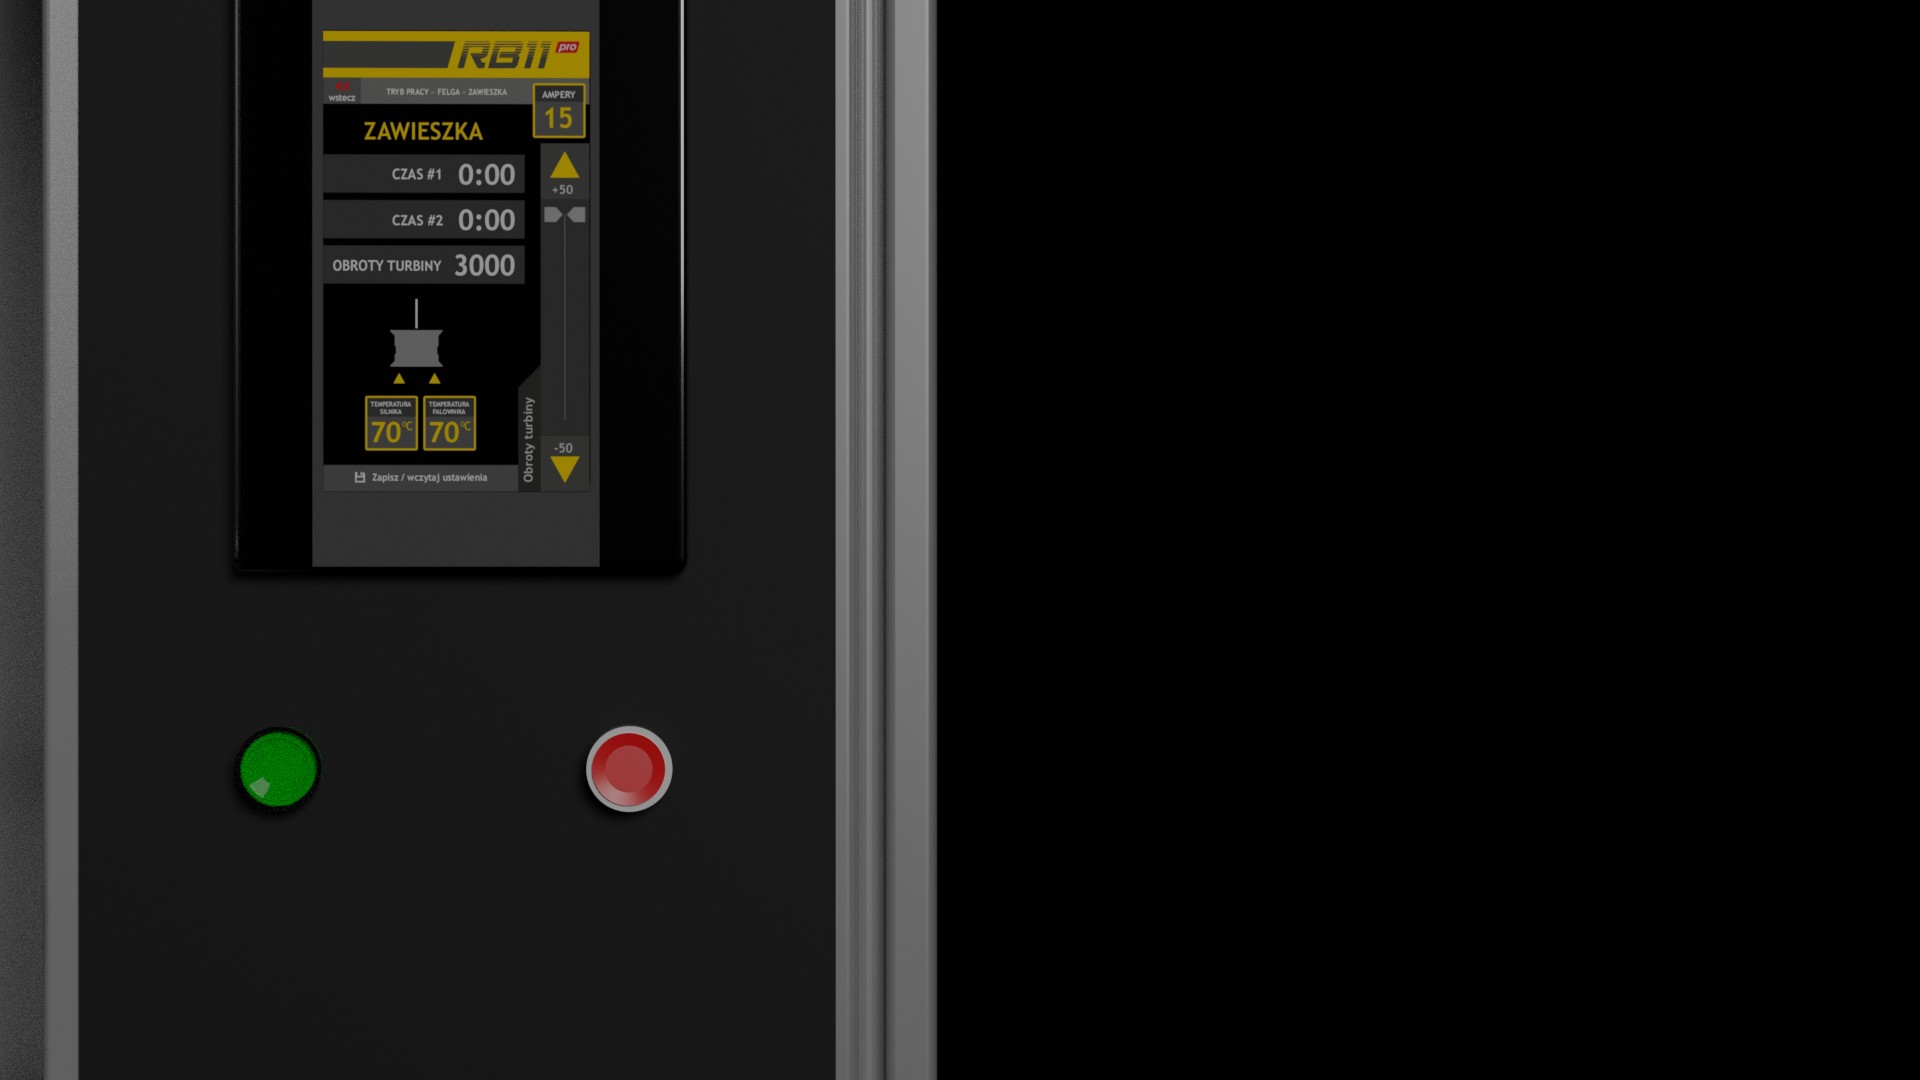 RB11 pro
wstecz
TRYB PRACY - FELGA - ZAWIESZKA
AMPERY
15
ZAWIESZKA
CZAS #1 0:00
CZAS #2 0:00
OBROTY TURBINY 3000
+50
-50
Obroty turbiny
TEMPERATURA
SILNIKA
70°C
TEMPERATURA
FALOWNIKA
70°C
Zapisz / wczytaj ustawienia